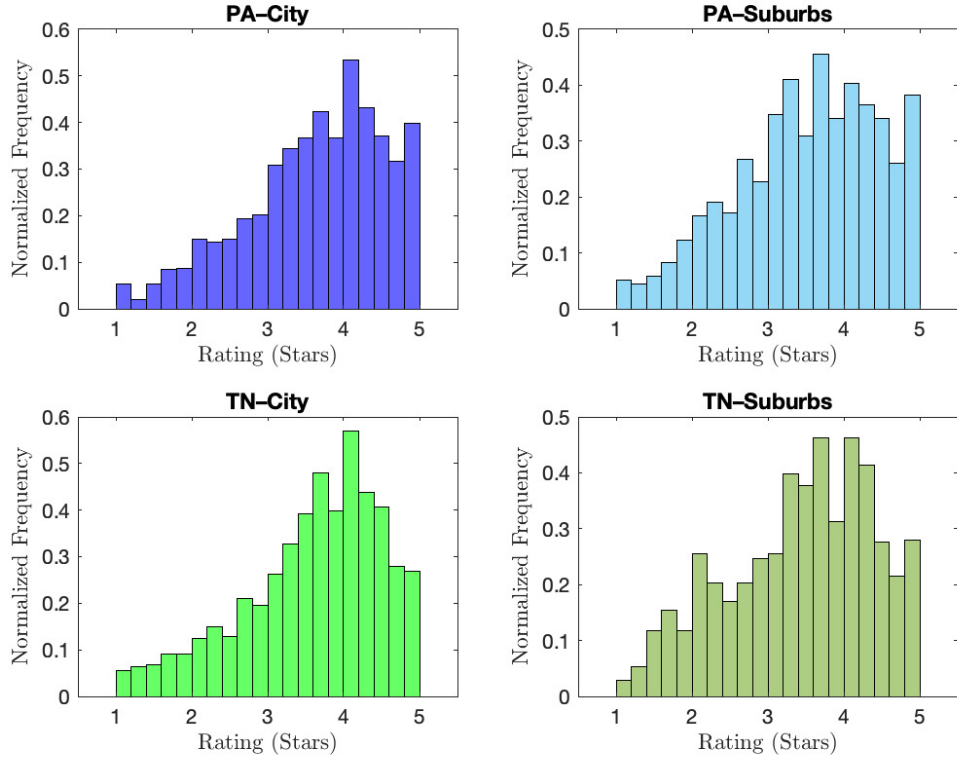 PA–City
0.6
0.5
0.4
0.3
0.2
0.1
0
Normalized Frequency
1 2 3 4 5
Rating (Stars)
PA–Suburbs
0.5
0.4
0.3
0.2
0.1
0
Normalized Frequency
1 2 3 4 5
Rating (Stars)
TN–City
0.6
0.5
0.4
0.3
0.2
0.1
0
Normalized Frequency
1 2 3 4 5
Rating (Stars)
TN–Suburbs
0.5
0.4
0.3
0.2
0.1
0
Normalized Frequency
1 2 3 4 5
Rating (Stars)